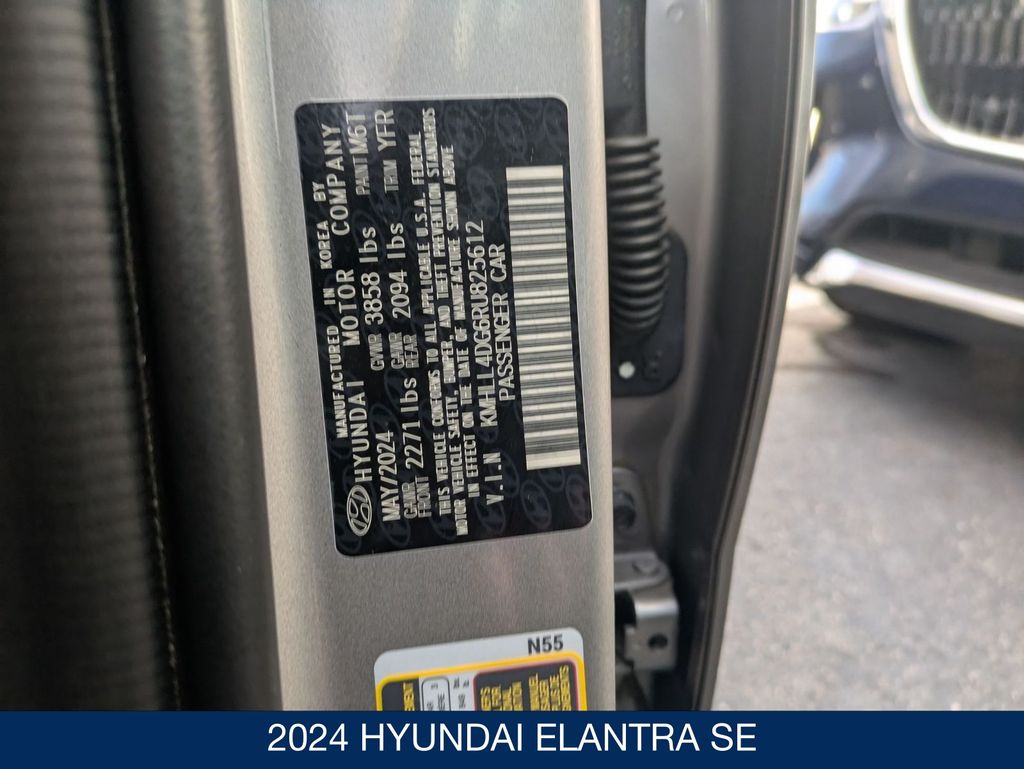 MANUFACTURED IN KOREA BY
HYUNDAI MOTOR COMPANY
MAY/2024 GVWR 3858 lbs PAINT M6T
GAWR FRONT 2271 lbs GAWR REAR 2094 lbs TRIM YFR
THIS VEHICLE CONFORMS TO ALL APPLICABLE U.S.A. FEDERAL
MOTOR VEHICLE SAFETY, BUMPER, AND THEFT PREVENTION STANDARDS
IN EFFECT ON THE DATE OF MANUFACTURE SHOWN ABOVE
V.I.N KMHLL4DG6RU825612
PASSENGER CAR
N55
2024 HYUNDAI ELANTRA SE